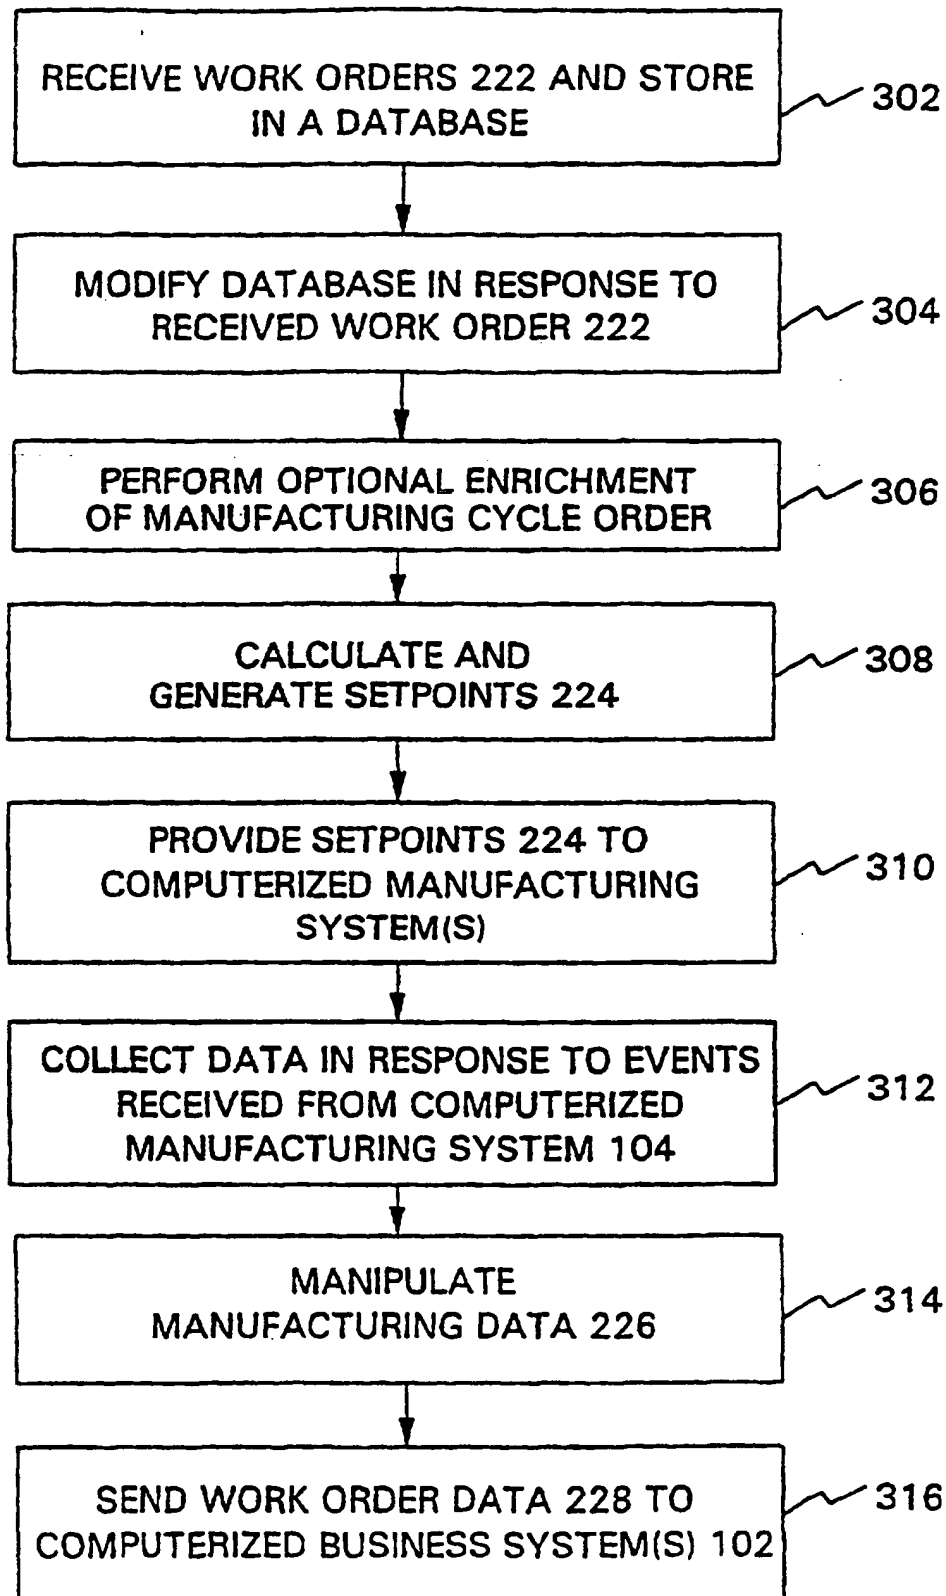 RECEIVE WORK ORDERS 222 AND STORE
IN A DATABASE
302
MODIFY DATABASE IN RESPONSE TO
RECEIVED WORK ORDER 222
304
PERFORM OPTIONAL ENRICHMENT
OF MANUFACTURING CYCLE ORDER
306
CALCULATE AND
GENERATE SETPOINTS 224
308
PROVIDE SETPOINTS 224 TO
COMPUTERIZED MANUFACTURING
SYSTEM(S)
310
COLLECT DATA IN RESPONSE TO EVENTS
RECEIVED FROM COMPUTERIZED
MANUFACTURING SYSTEM 104
312
MANIPULATE
MANUFACTURING DATA 226
314
SEND WORK ORDER DATA 228 TO
COMPUTERIZED BUSINESS SYSTEM(S) 102
316